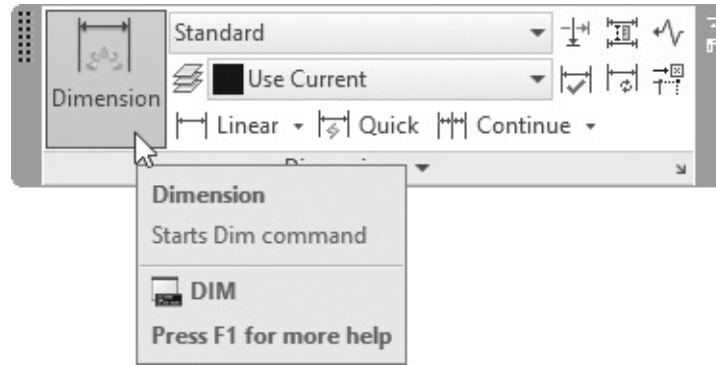 Standard
Use Current
Dimension
Linear Quick Continue
Dimension
Starts Dim command
DIM
Press F1 for more help